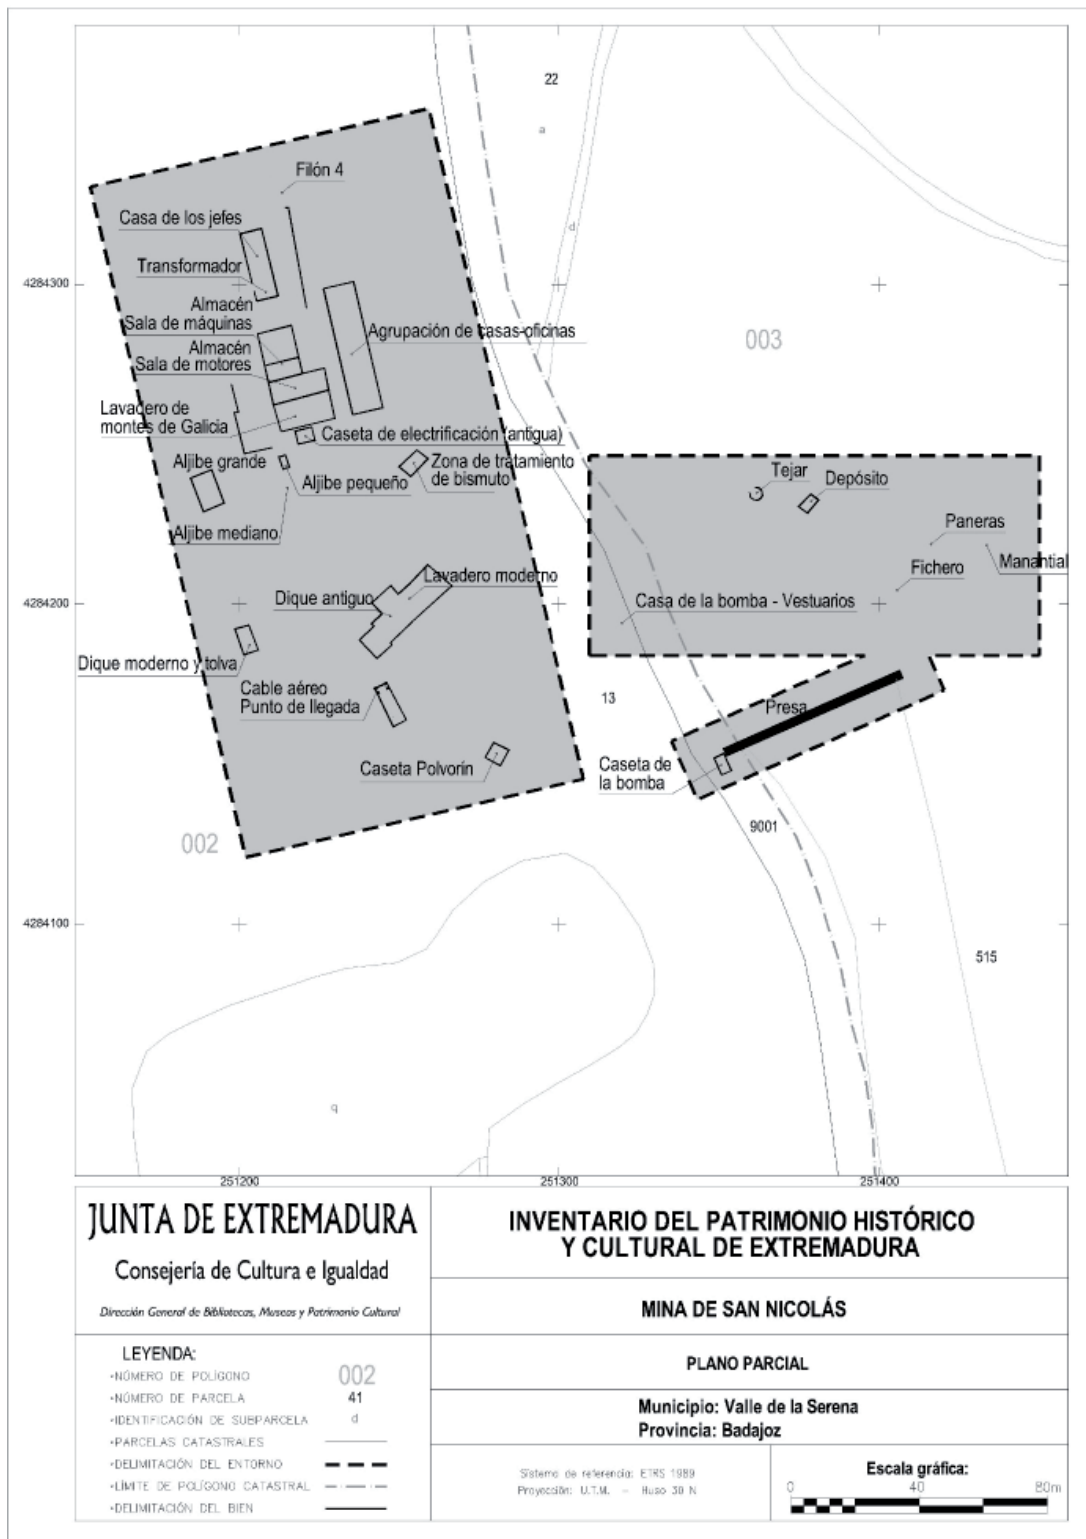 22
a
Filón 4
Casa de los jefes
d
Transformador
4284300
Almacén
Sala de máquinas
Agrupación de casas-oficinas
003
Almacén
Sala de motores
Lavadero de
montes de Galicia
Caseta de electrificación (antigua)
Aljibe grande
Zona de tratamiento
de bismuto
Aljibe pequeño
Tejar
Depósito
Aljibe mediano
Paneras
Manantial
Fichero
Lavadero moderno
4284200
Dique antiguo
Casa de la bomba - Vestuarios
Dique moderno y tolva
Cable aéreo
Punto de llegada
13
Presa
Caseta Polvorín
Caseta de
la bomba
002
9001
4284100
515
q
251200
251300
251400
JUNTA DE EXTREMADURA
Consejería de Cultura e Igualdad
Dirección General de Bibliotecas, Museos y Patrimonio Cultural
INVENTARIO DEL PATRIMONIO HISTÓRICO
Y CULTURAL DE EXTREMADURA
MINA DE SAN NICOLÁS
PLANO PARCIAL
Municipio: Valle de la Serena
Provincia: Badajoz
LEYENDA:
•NÚMERO DE POLÍGONO 002
•NÚMERO DE PARCELA 41
•IDENTIFICACIÓN DE SUBPARCELA d
•PARCELAS CATASTRALES
•DELIMITACIÓN DEL ENTORNO
•LÍMITE DE POLÍGONO CATASTRAL
•DELIMITACIÓN DEL BIEN
Sistema de referencia: ETRS 1989
Proyección: U.T.M. - Huso 30 N
Escala gráfica:
0 40 80m